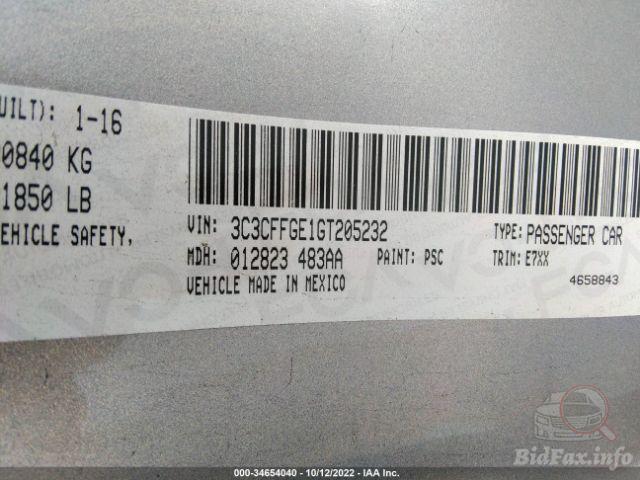 UILT): 1-16
0840 KG
1850 LB
EHICLE SAFETY,
VIN: 3C3CFFGE1GT205232 TYPE: PASSENGER CAR
MDH: 012823 483AA PAINT: PSC TRIM: E7XX
VEHICLE MADE IN MEXICO 4658843
BidFax.info
000-34654040 - 10/12/2022 - IAA Inc.